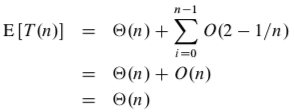 E[T(n)] = Θ(n) + ∑_{i=0}^{n−1} O(2 − 1/n)
= Θ(n) + O(n)
= Θ(n)